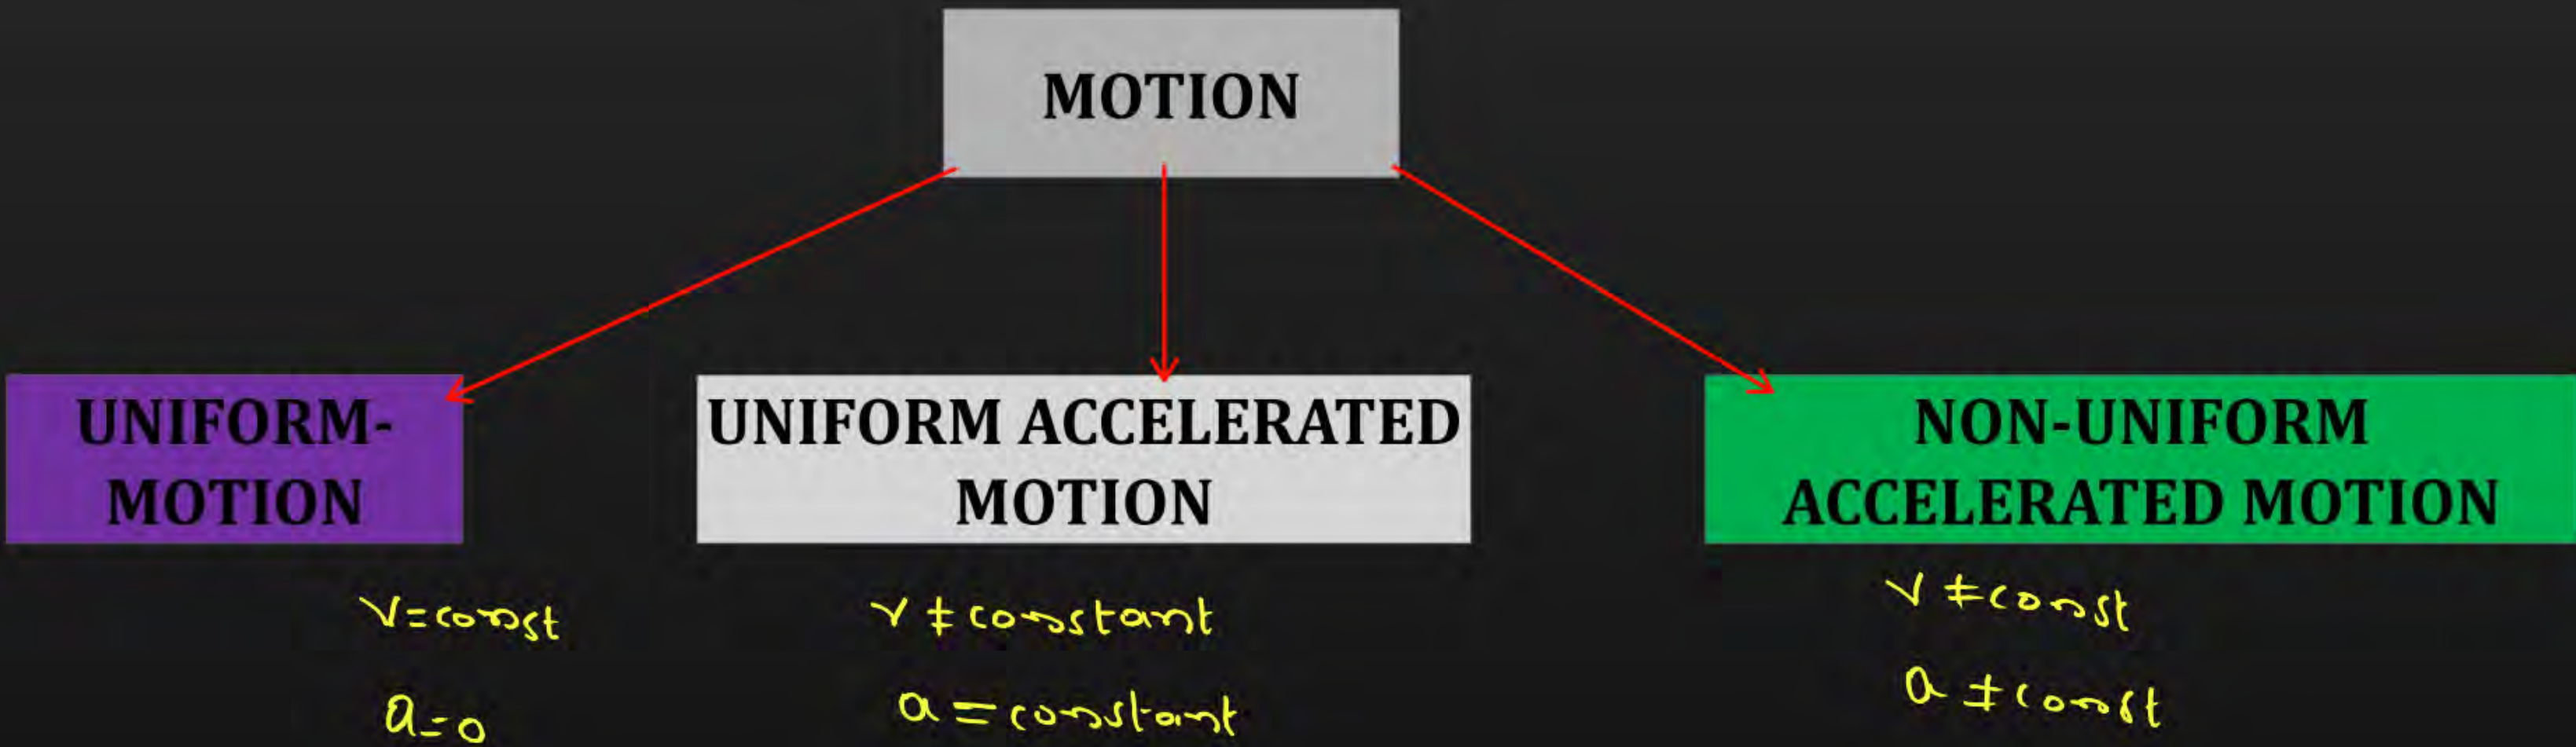 MOTION
UNIFORM-
MOTION
UNIFORM ACCELERATED
MOTION
NON-UNIFORM
ACCELERATED MOTION
v=const
a=0
v ≠ constant
a = constant
v ≠ const
a ≠ const